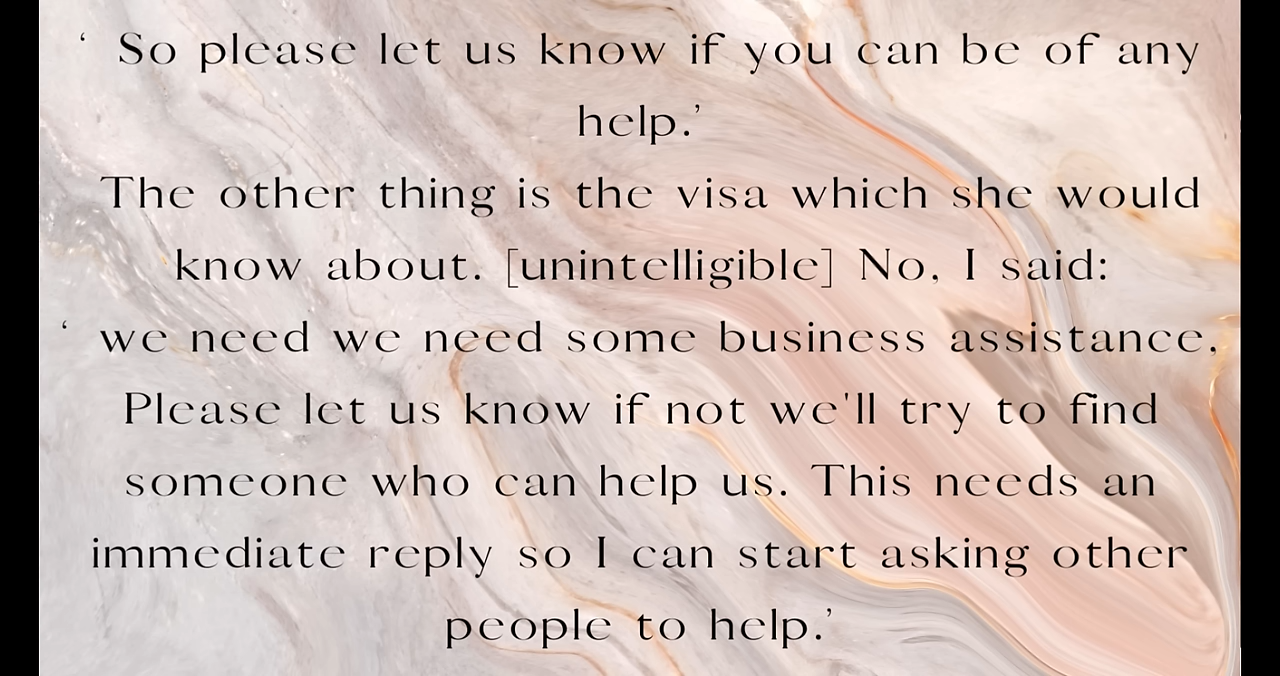 ‘ So please let us know if you can be of any
help.’
The other thing is the visa which she would
know about. [unintelligible] No, I said:
‘ we need we need some business assistance,
Please let us know if not we'll try to find
someone who can help us. This needs an
immediate reply so I can start asking other
people to help.’